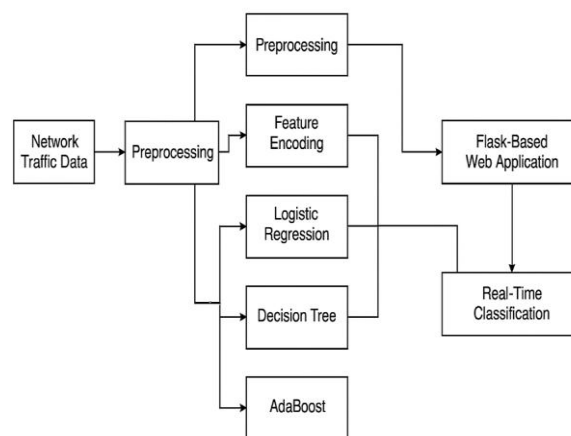 Network
Traffic Data
Preprocessing
Preprocessing
Feature
Encoding
Logistic
Regression
Decision Tree
AdaBoost
Flask-Based
Web Application
Real-Time
Classification